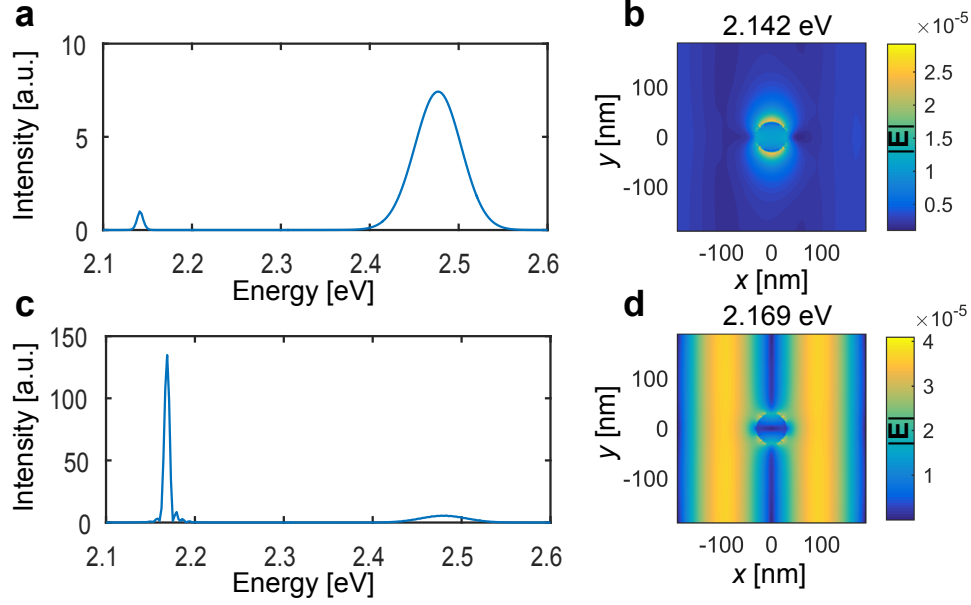 a
Intensity [a.u.]
10
5
0
2.1 2.2 2.3 2.4 2.5 2.6
Energy [eV]
b
2.142 eV
×10-5
y [nm]
100
0
-100
-100 0 100
x [nm]
2.5
2
1.5
1
0.5
|E|
c
Intensity [a.u.]
150
100
50
0
2.1 2.2 2.3 2.4 2.5 2.6
Energy [eV]
d
2.169 eV
×10-5
y [nm]
100
0
-100
-100 0 100
x [nm]
4
3
2
1
|E|